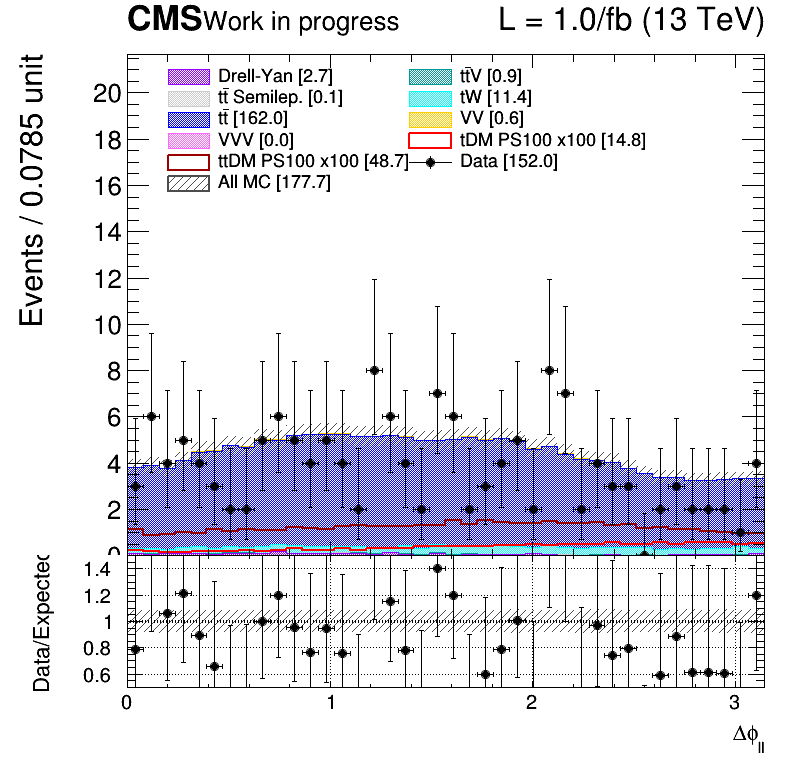 CMS Work in progress L = 1.0/fb (13 TeV)
Events / 0.0785 unit
Drell-Yan [2.7] tt̄V [0.9]
tt̄ Semilep. [0.1] tW [11.4]
tt̄ [162.0] VV [0.6]
VVV [0.0] tDM PS100 x100 [14.8]
ttDM PS100 x100 [48.7] Data [152.0]
All MC [177.7]
20
18
16
14
12
10
8
6
4
2
0
Data/Expected
1.4
1.2
1
0.8
0.6
0 1 2 3
Δϕ_ll